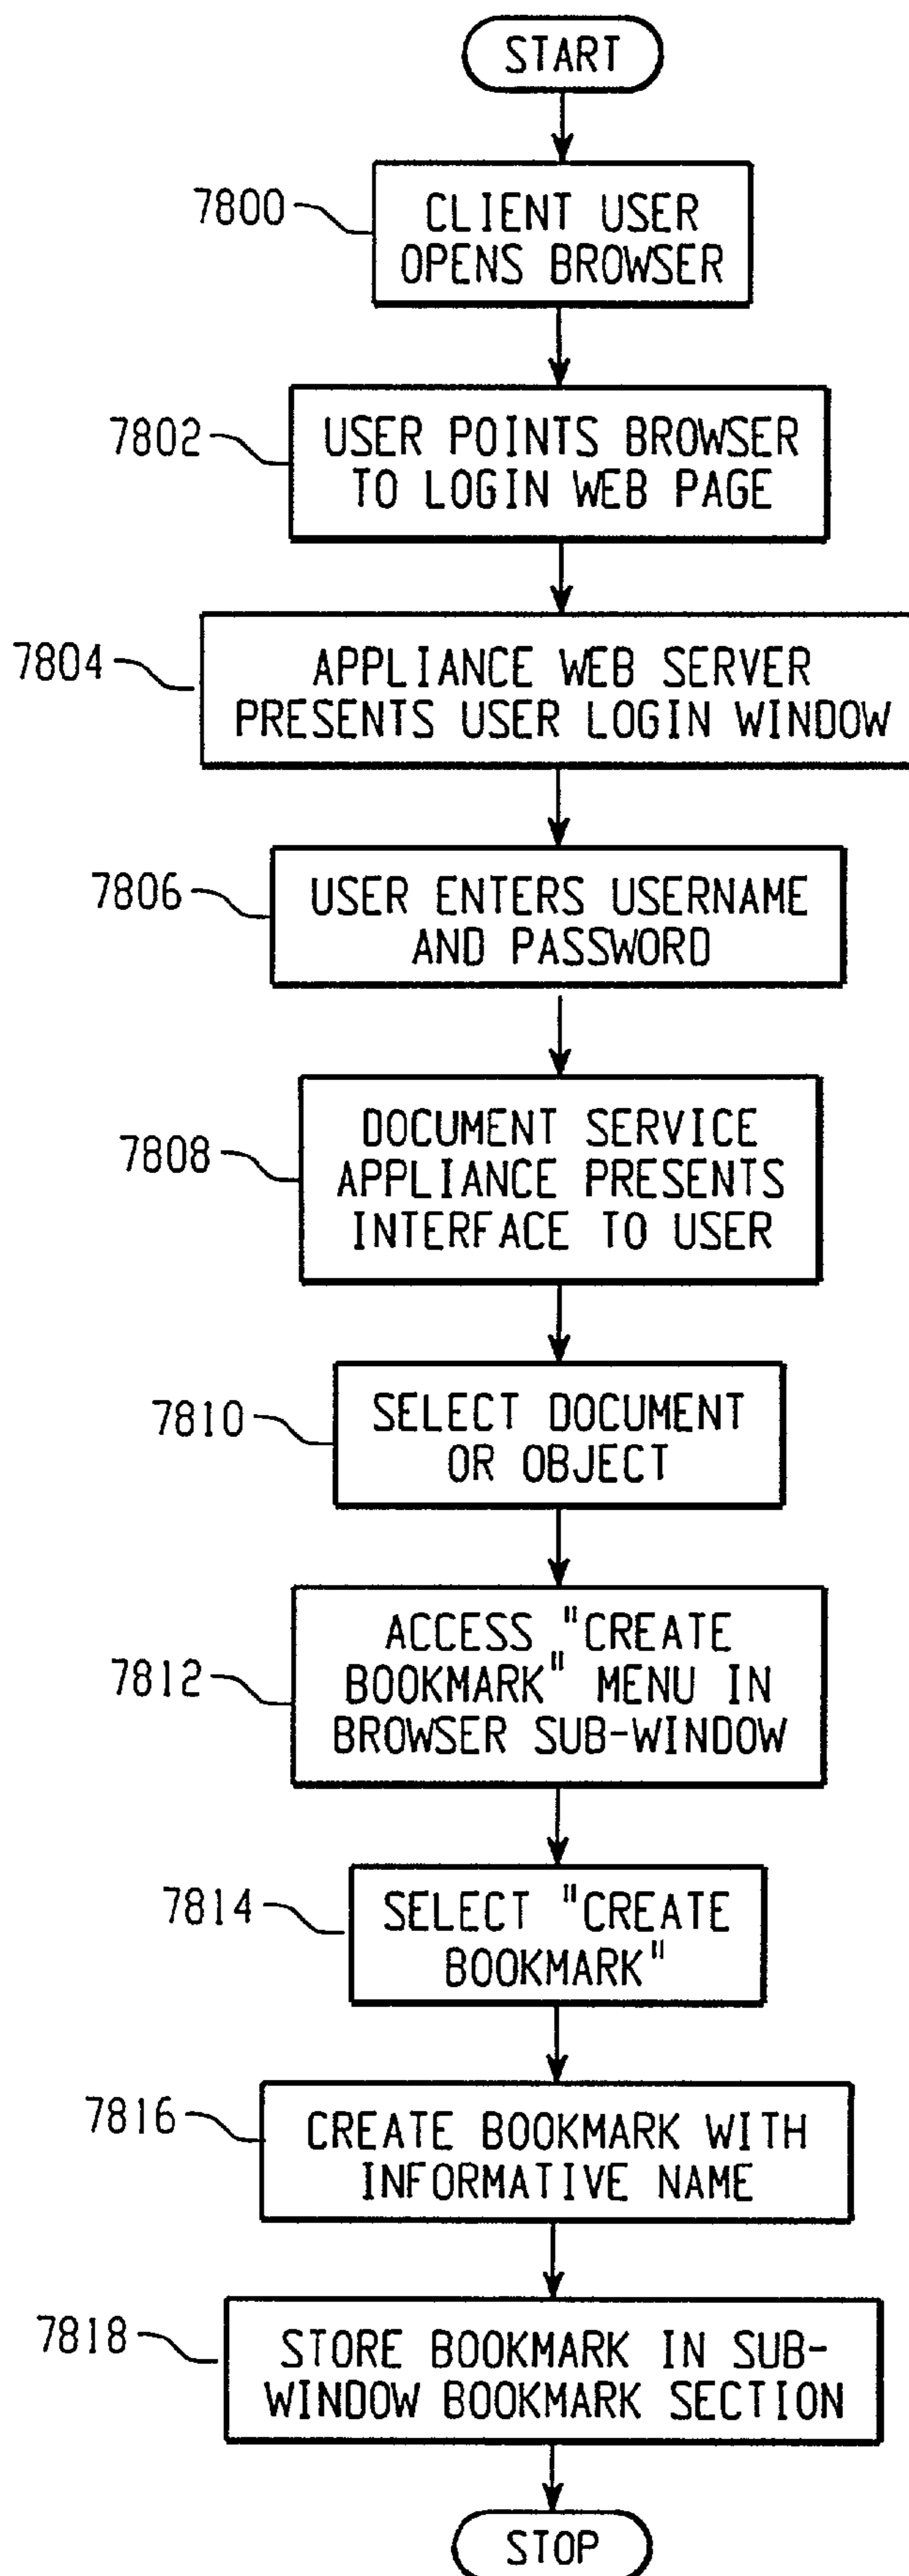 START
7800
CLIENT USER
OPENS BROWSER
7802
USER POINTS BROWSER
TO LOGIN WEB PAGE
7804
APPLIANCE WEB SERVER
PRESENTS USER LOGIN WINDOW
7806
USER ENTERS USERNAME
AND PASSWORD
7808
DOCUMENT SERVICE
APPLIANCE PRESENTS
INTERFACE TO USER
7810
SELECT DOCUMENT
OR OBJECT
7812
ACCESS "CREATE
BOOKMARK" MENU IN
BROWSER SUB-WINDOW
7814
SELECT "CREATE
BOOKMARK"
7816
CREATE BOOKMARK WITH
INFORMATIVE NAME
7818
STORE BOOKMARK IN SUB-
WINDOW BOOKMARK SECTION
STOP